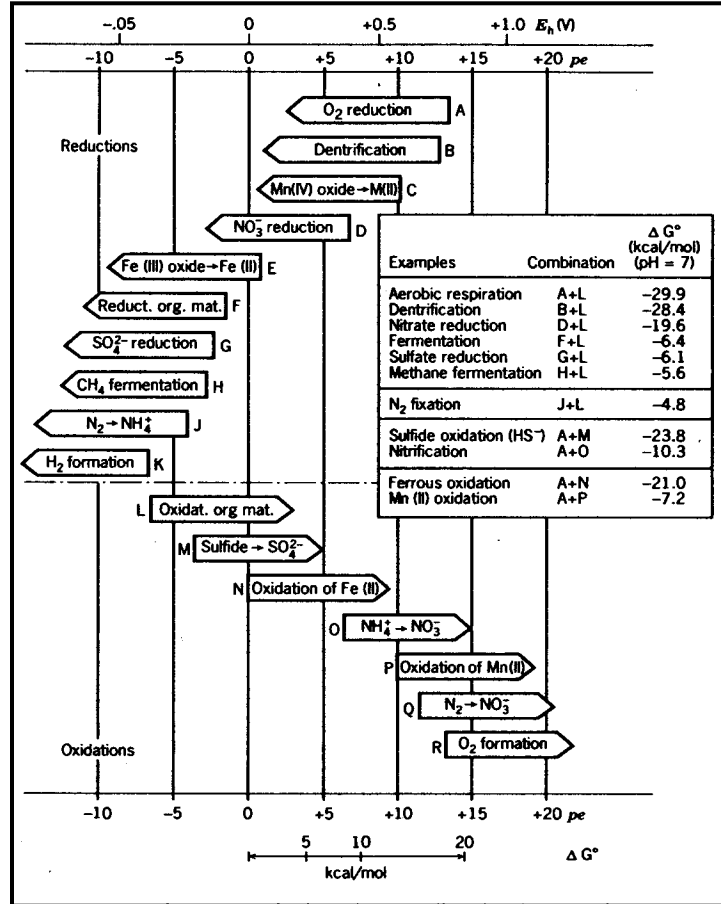 -.05 0 +0.5 +1.0 Eh (V)
-10 -5 0 +5 +10 +15 +20 pe
O2 reduction A
Reductions
Dentrification B
Mn(IV) oxide→M(II) C
NO3- reduction D
Fe (III) oxide→Fe (II) E
Reduct. org. mat. F
SO4 2- reduction G
CH4 fermentation H
N2→NH4+ J
H2 formation K
Δ G°
(kcal/mol)
Examples Combination (pH = 7)
Aerobic respiration A+L -29.9
Dentrification B+L -28.4
Nitrate reduction D+L -19.6
Fermentation F+L -6.4
Sulfate reduction G+L -6.1
Methane fermentation H+L -5.6
N2 fixation J+L -4.8
Sulfide oxidation (HS-) A+M -23.8
Nitrification A+O -10.3
Ferrous oxidation A+N -21.0
Mn (II) oxidation A+P -7.2
L Oxidat. org mat.
M Sulfide→SO4 2-
N Oxidation of Fe (II)
O NH4+→NO3-
P Oxidation of Mn(II)
Q N2→NO3-
R O2 formation
Oxidations
-10 -5 0 +5 +10 +15 +20 pe
5 10 20 Δ G°
kcal/mol